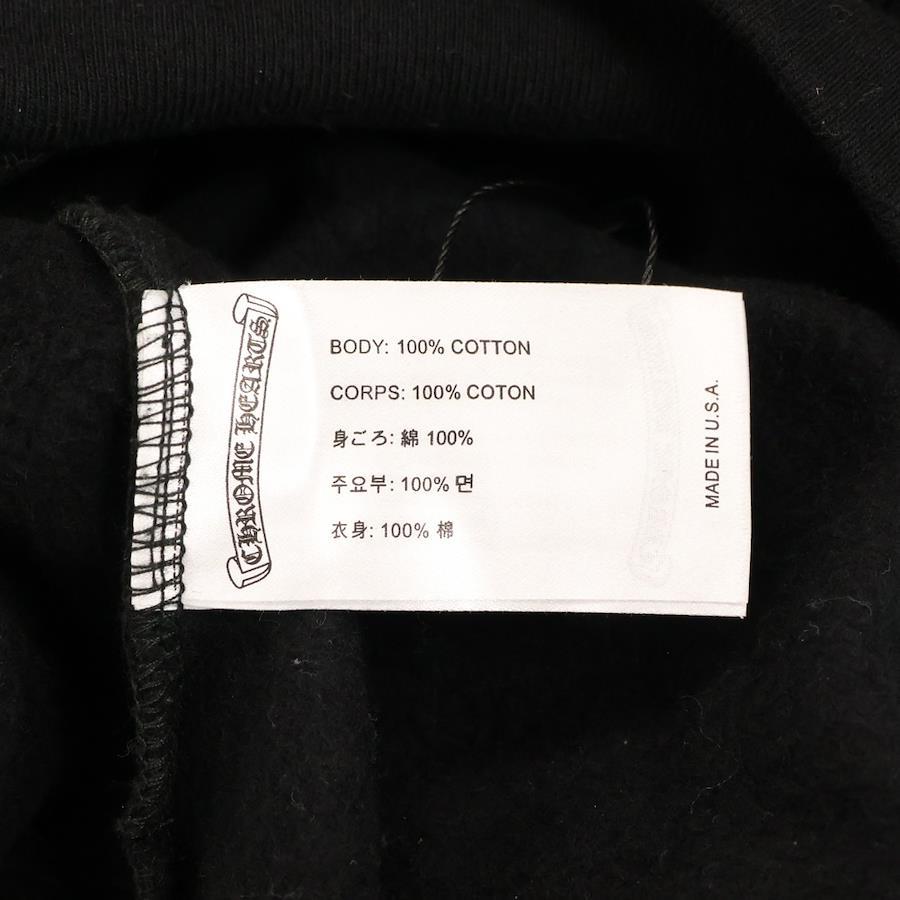 CHROME HEARTS
BODY: 100% COTTON
CORPS: 100% COTON
身ごろ: 綿 100%
주요부: 100% 면
衣身: 100% 棉
MADE IN U.S.A.